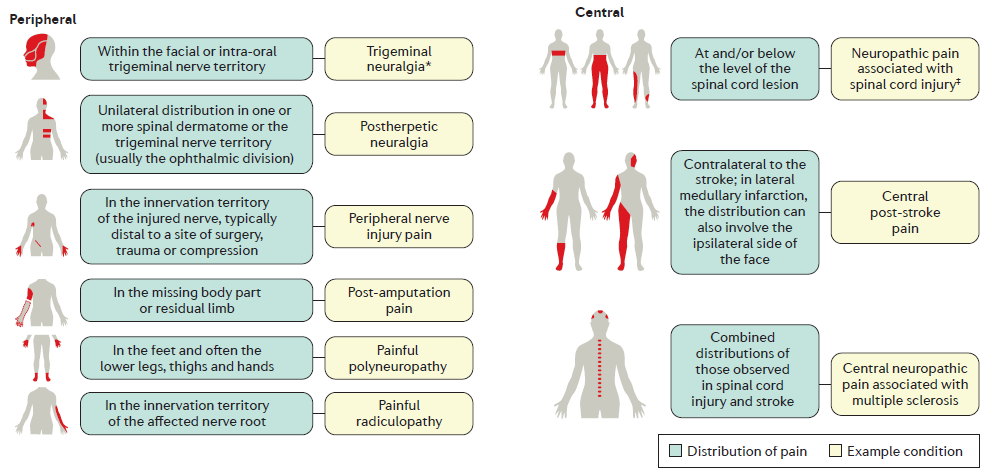 Peripheral
Within the facial or intra-oral
trigeminal nerve territory
Trigeminal
neuralgia*
Unilateral distribution in one or
more spinal dermatome or the
trigeminal nerve territory
(usually the ophthalmic division)
Postherpetic
neuralgia
In the innervation territory
of the injured nerve, typically
distal to a site of surgery,
trauma or compression
Peripheral nerve
injury pain
In the missing body part
or residual limb
Post-amputation
pain
In the feet and often the
lower legs, thighs and hands
Painful
polyneuropathy
In the innervation territory
of the affected nerve root
Painful
radiculopathy
Central
At and/or below
the level of the
spinal cord lesion
Neuropathic pain
associated with
spinal cord injury‡
Contralateral to the
stroke; in lateral
medullary infarction,
the distribution can
also involve the
ipsilateral side of
the face
Central
post-stroke
pain
Combined
distributions of
those observed
in spinal cord
injury and stroke
Central neuropathic
pain associated with
multiple sclerosis
Distribution of pain
Example condition